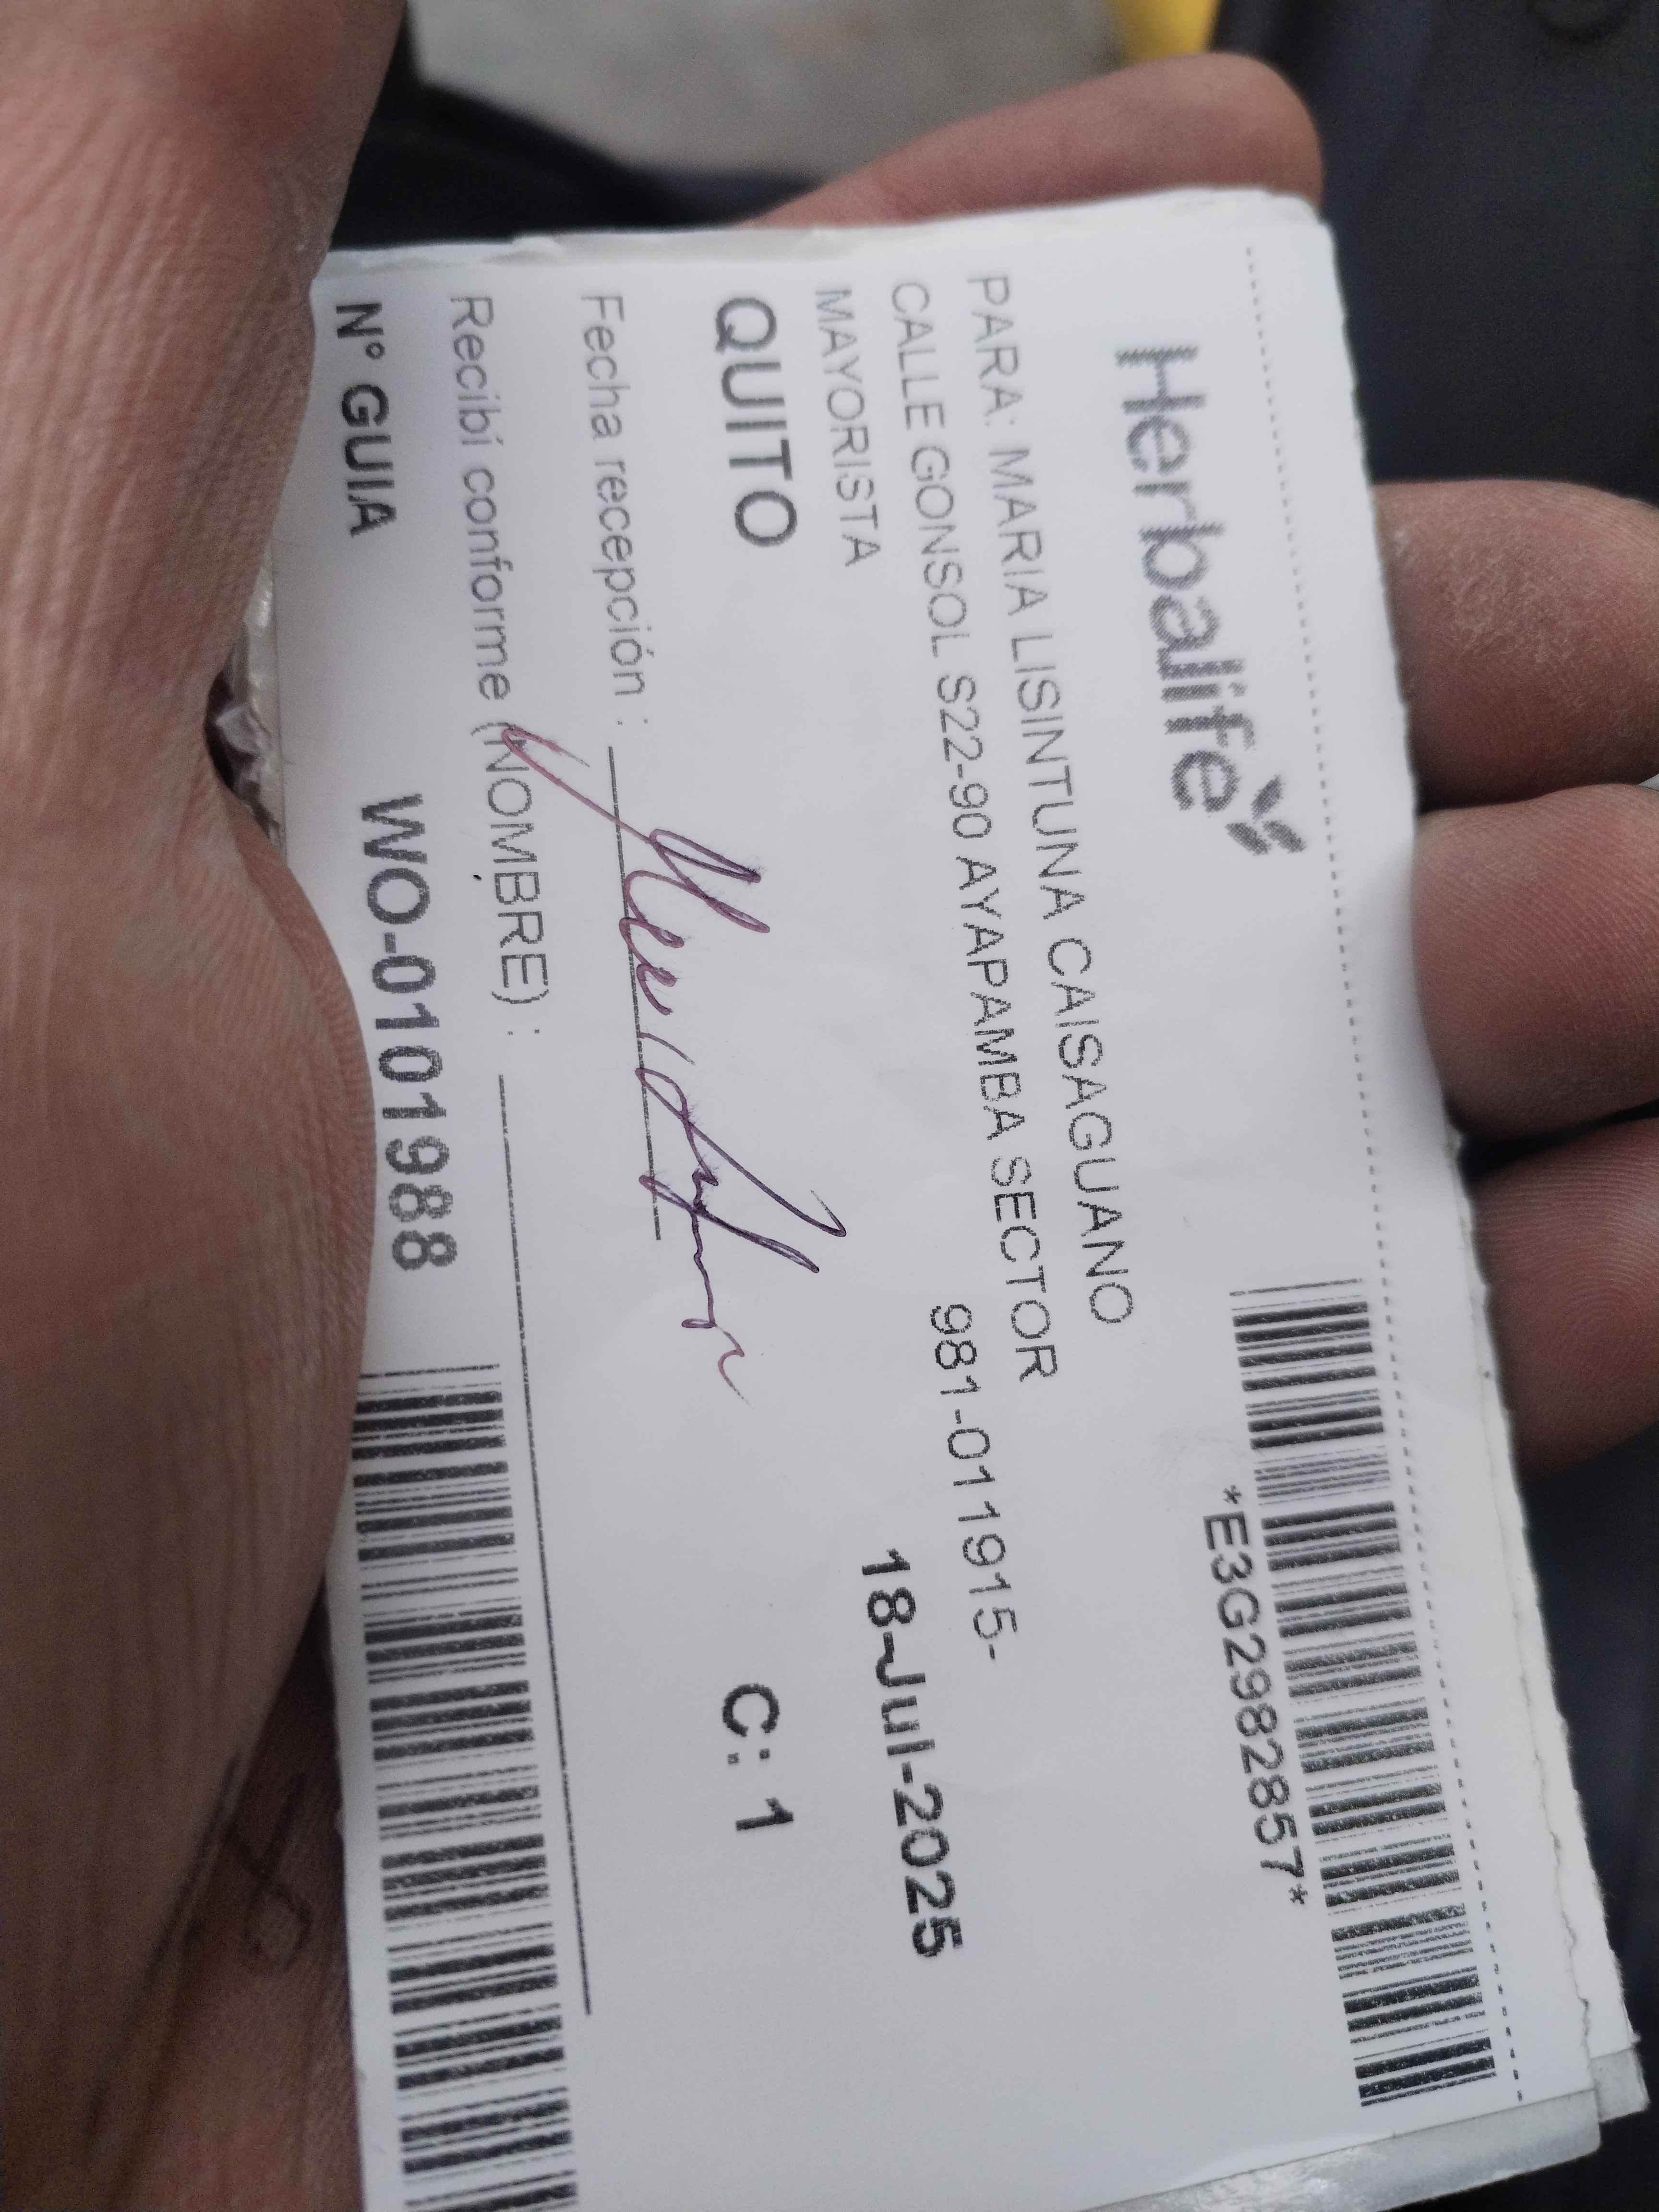 Herbalife
*E3G2982857*
PARA: MARIA LISINTUNA CAISAGUANO
CALLE GONSOL S22-90 AYAPAMBA SECTOR
981-011915-
MAYORISTA
18-Jul-2025
QUITO
C: 1
Fecha recepción :
Recibí conforme (NOMBRE) :
N° GUIA WO-0101988